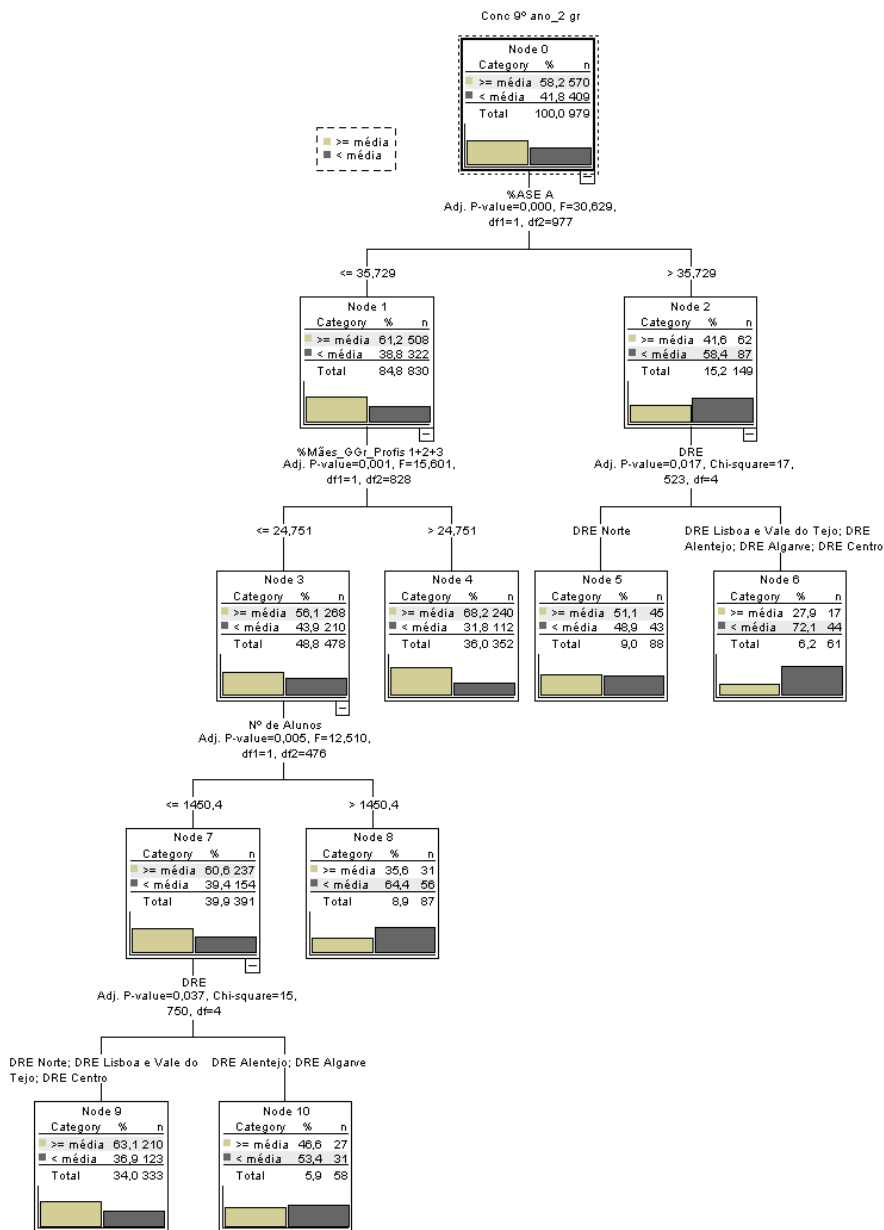 Conc 9º ano_2 gr
Node 0
Category % n
>= média 58,2 570
< média 41,8 409
Total 100,0 979
>= média
< média
%ASE A
Adj. P-value=0,000, F=30,629,
df1=1, df2=977
<= 35,729
> 35,729
Node 1
Category % n
>= média 61,2 508
< média 38,8 322
Total 84,8 830
Node 2
Category % n
>= média 41,6 62
< média 58,4 87
Total 15,2 149
%Mães_GGr_Profis 1+2+3
Adj. P-value=0,001, F=15,601,
df1=1, df2=828
DRE
Adj. P-value=0,017, Chi-square=17,
523, df=4
<= 24,751
> 24,751
DRE Norte
DRE Lisboa e Vale do Tejo; DRE
Alentejo; DRE Algarve; DRE Centro
Node 3
Category % n
>= média 56,1 268
< média 43,9 210
Total 48,8 478
Node 4
Category % n
>= média 68,2 240
< média 31,8 112
Total 36,0 352
Node 5
Category % n
>= média 51,1 45
< média 48,9 43
Total 9,0 88
Node 6
Category % n
>= média 27,9 17
< média 72,1 44
Total 6,2 61
Nº de Alunos
Adj. P-value=0,005, F=12,510,
df1=1, df2=476
<= 1450,4
> 1450,4
Node 7
Category % n
>= média 60,6 237
< média 39,4 154
Total 39,9 391
Node 8
Category % n
>= média 35,6 31
< média 64,4 56
Total 8,9 87
DRE
Adj. P-value=0,037, Chi-square=15,
750, df=4
DRE Norte; DRE Lisboa e Vale do
Tejo; DRE Centro
DRE Alentejo; DRE Algarve
Node 9
Category % n
>= média 63,1 210
< média 36,9 123
Total 34,0 333
Node 10
Category % n
>= média 46,6 27
< média 53,4 31
Total 5,9 58